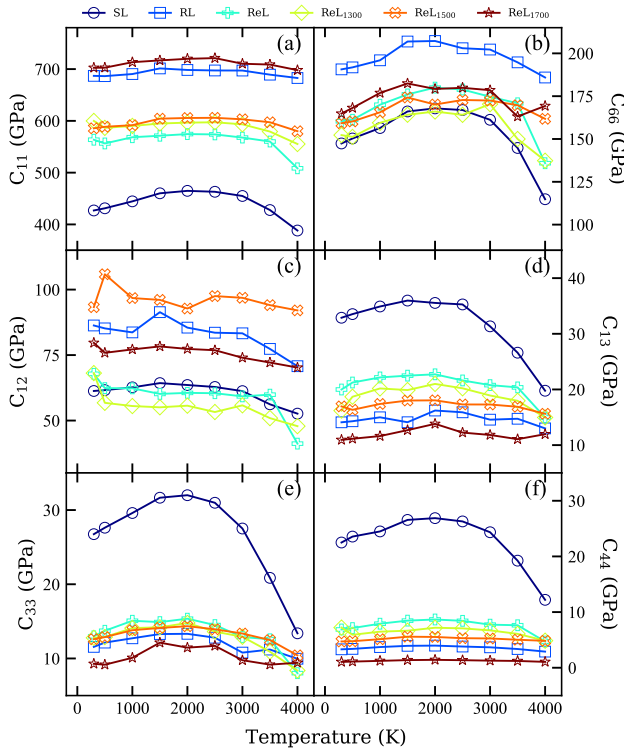 SL RL ReL ReL1300 ReL1500 ReL1700
(a)
700
600
500
400
C11 (GPa)
(b)
200
175
150
125
100
C66 (GPa)
(c)
100
75
50
C12 (GPa)
(d)
40
30
20
10
C13 (GPa)
(e)
30
20
10
C33 (GPa)
(f)
30
20
10
0
C44 (GPa)
0 1000 2000 3000 4000 0 1000 2000 3000 4000
Temperature (K)